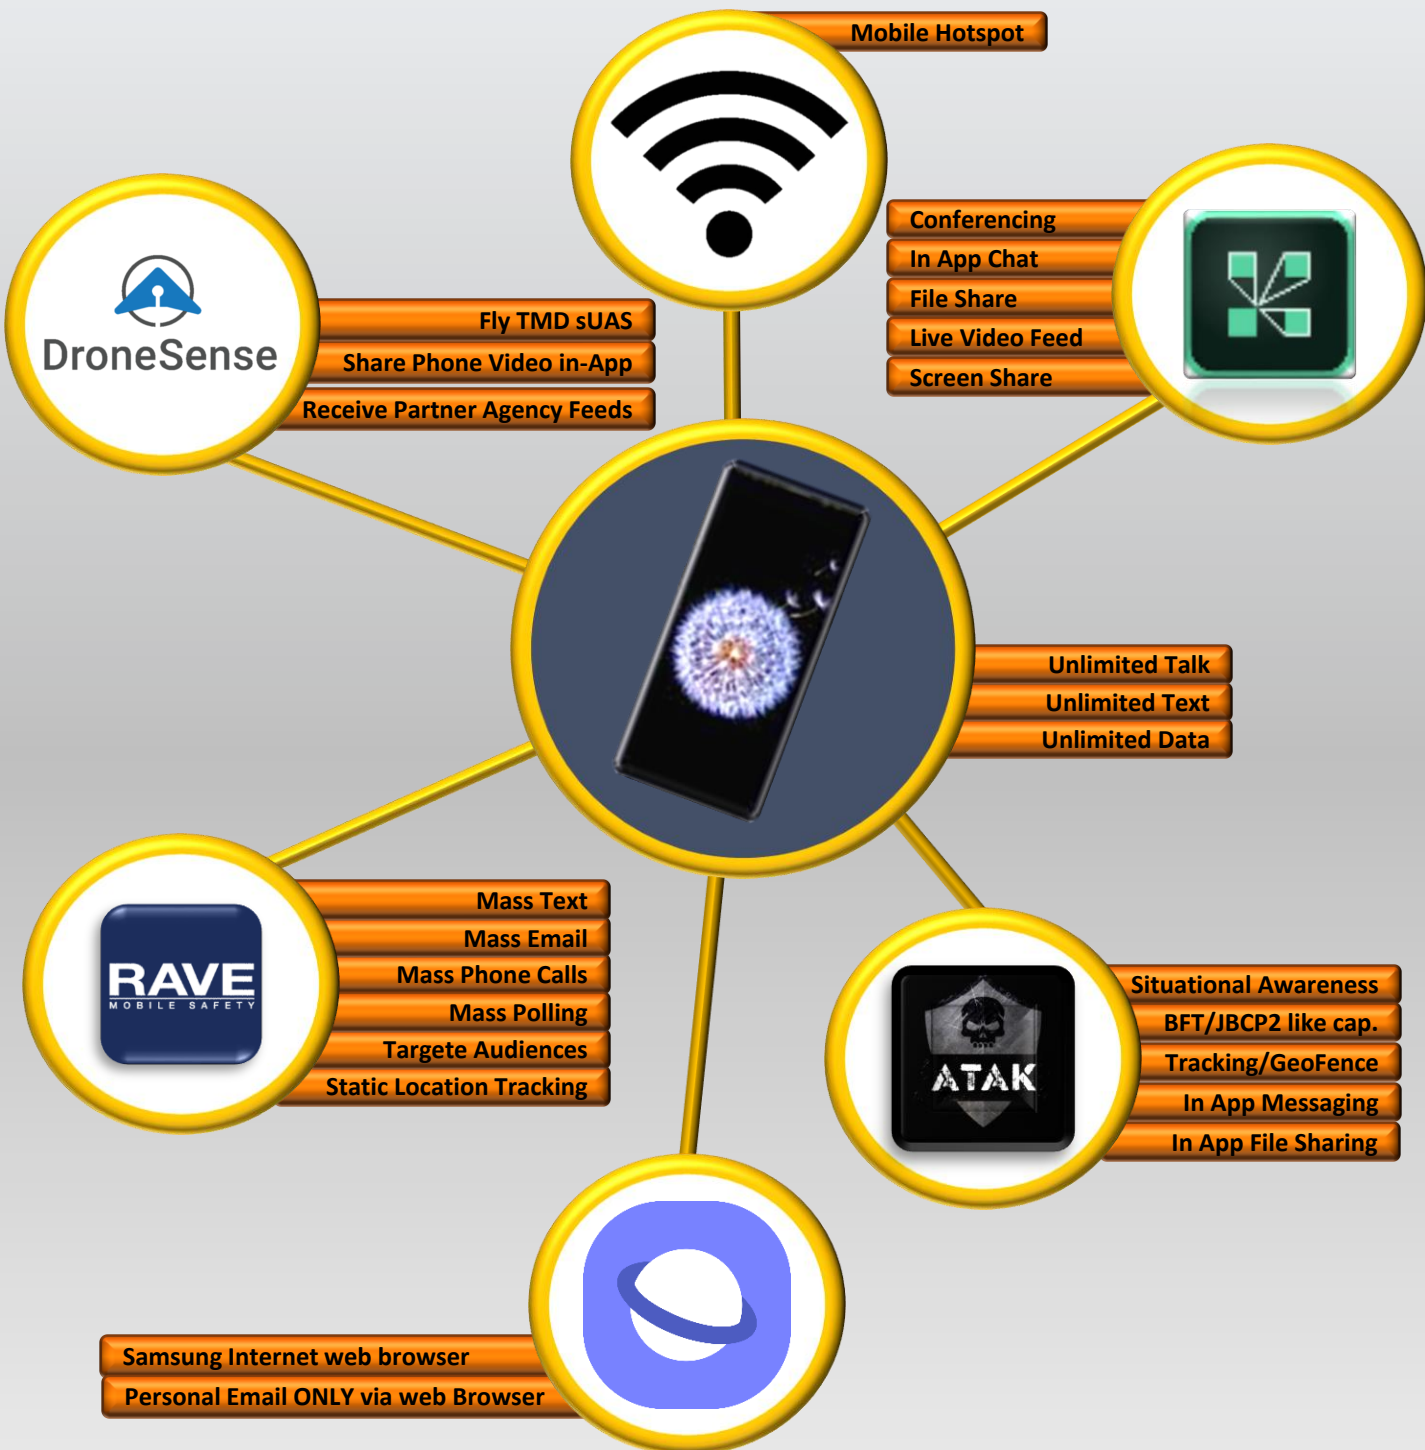 Mobile Hotspot
Conferencing
In App Chat
File Share
Live Video Feed
Screen Share
DroneSense
Fly TMD sUAS
Share Phone Video in-App
Receive Partner Agency Feeds
Unlimited Talk
Unlimited Text
Unlimited Data
RAVE
MOBILE SAFETY
Mass Text
Mass Email
Mass Phone Calls
Mass Polling
Targete Audiences
Static Location Tracking
ATAK
Situational Awareness
BFT/JBCP2 like cap.
Tracking/GeoFence
In App Messaging
In App File Sharing
Samsung Internet web browser
Personal Email ONLY via web Browser